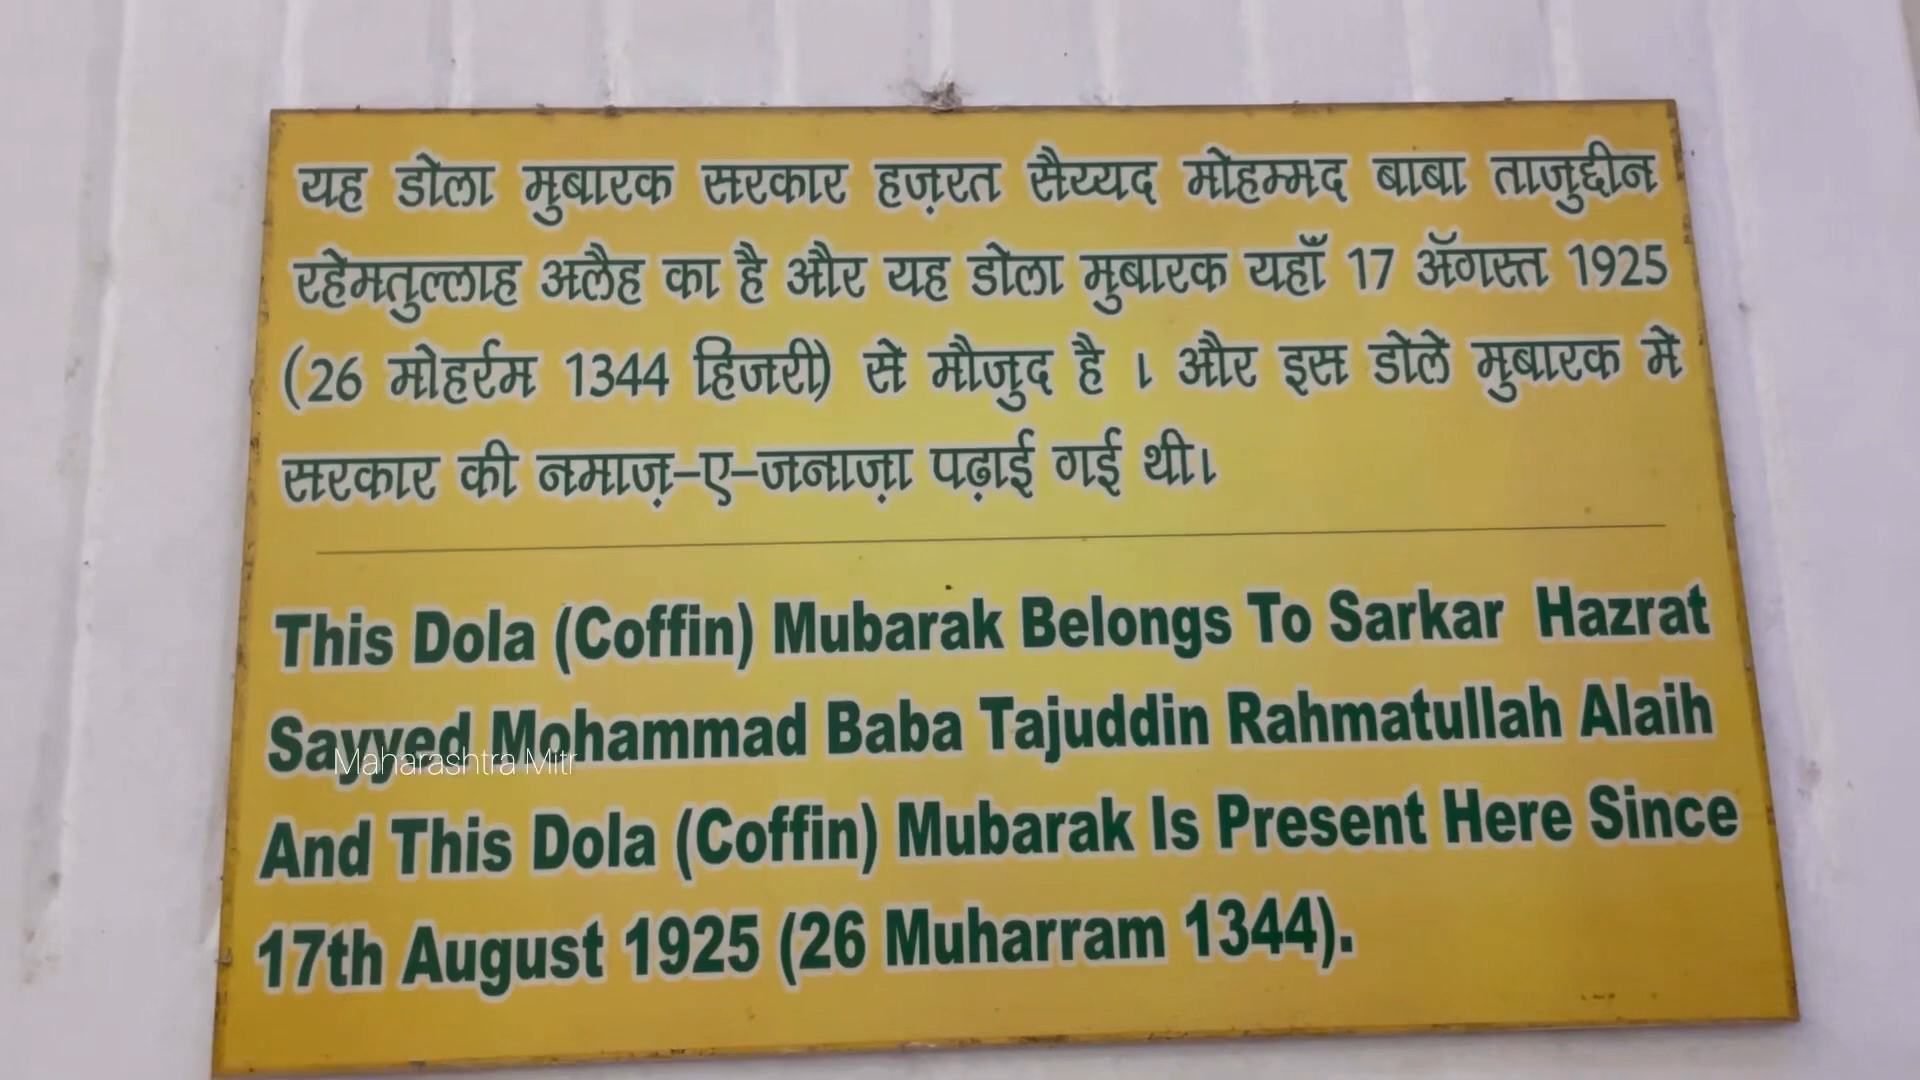 यह डोला मुबारक सरकार हज़रत सैय्यद मोहम्मद बाबा ताजुद्दीन
रहेमतुल्लाह अलैह का है और यह डोला मुबारक यहाँ 17 ॲगस्त 1925
(26 मोहर्रम 1344 हिजरी) से मौजुद है । और इस डोले मुबारक मे
सरकार की नमाज़-ए-जनाज़ा पढ़ाई गई थी।
This Dola (Coffin) Mubarak Belongs To Sarkar Hazrat
Sayyed Mohammad Baba Tajuddin Rahmatullah Alaih
Maharashtra Mitr
And This Dola (Coffin) Mubarak Is Present Here Since
17th August 1925 (26 Muharram 1344).